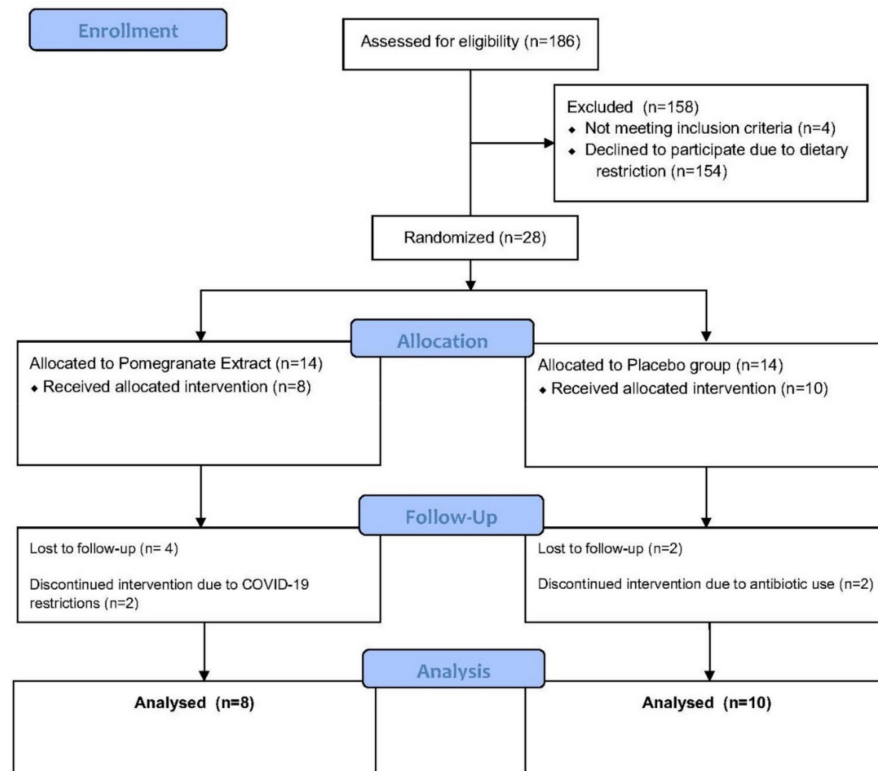 Enrollment
Assessed for eligibility (n=186)
Excluded (n=158)
⬥ Not meeting inclusion criteria (n=4)
⬥ Declined to participate due to dietary
restriction (n=154)
Randomized (n=28)
Allocation
Allocated to Pomegranate Extract (n=14)
⬥ Received allocated intervention (n=8)
Allocated to Placebo group (n=14)
⬥ Received allocated intervention (n=10)
Follow-Up
Lost to follow-up (n= 4)
Discontinued intervention due to COVID-19
restrictions (n=2)
Lost to follow-up (n=2)
Discontinued intervention due to antibiotic use (n=2)
Analysis
Analysed (n=8)
Analysed (n=10)